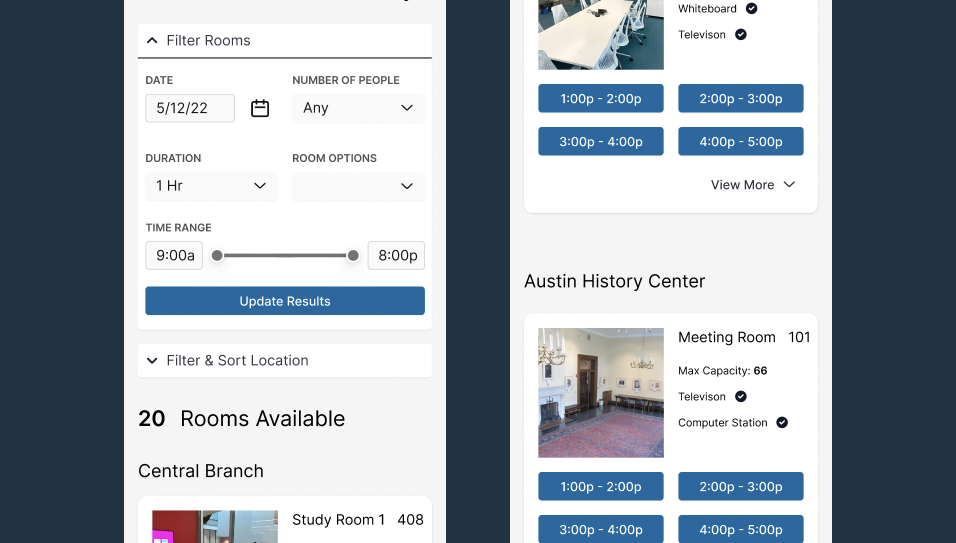 Filter Rooms
DATE
NUMBER OF PEOPLE
5/12/22
Any
DURATION
ROOM OPTIONS
1 Hr
TIME RANGE
9:00a
8:00p
Update Results
Filter & Sort Location
20 Rooms Available
Central Branch
Study Room 1 408
Whiteboard
Televison
1:00p - 2:00p
2:00p - 3:00p
3:00p - 4:00p
4:00p - 5:00p
View More
Austin History Center
Meeting Room 101
Max Capacity: 66
Televison
Computer Station
1:00p - 2:00p
2:00p - 3:00p
3:00p - 4:00p
4:00p - 5:00p